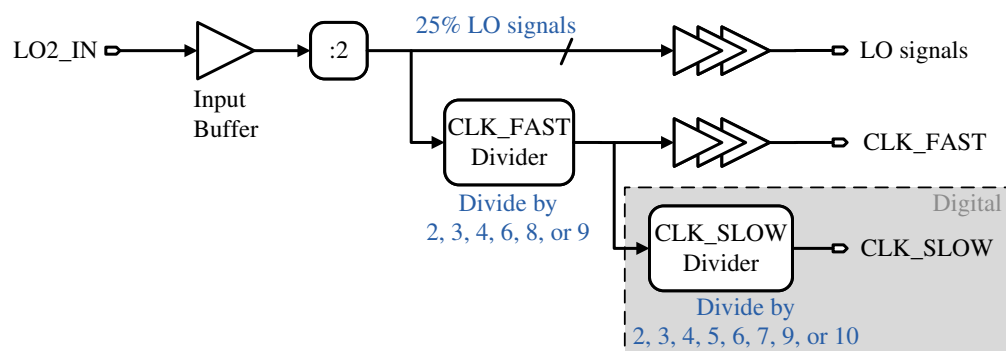 25% LO signals
LO2_IN
:2
LO signals
Input
Buffer
CLK_FAST
Divider
CLK_FAST
Divide by
2, 3, 4, 6, 8, or 9
Digital
CLK_SLOW
Divider
CLK_SLOW
Divide by
2, 3, 4, 5, 6, 7, 9, or 10